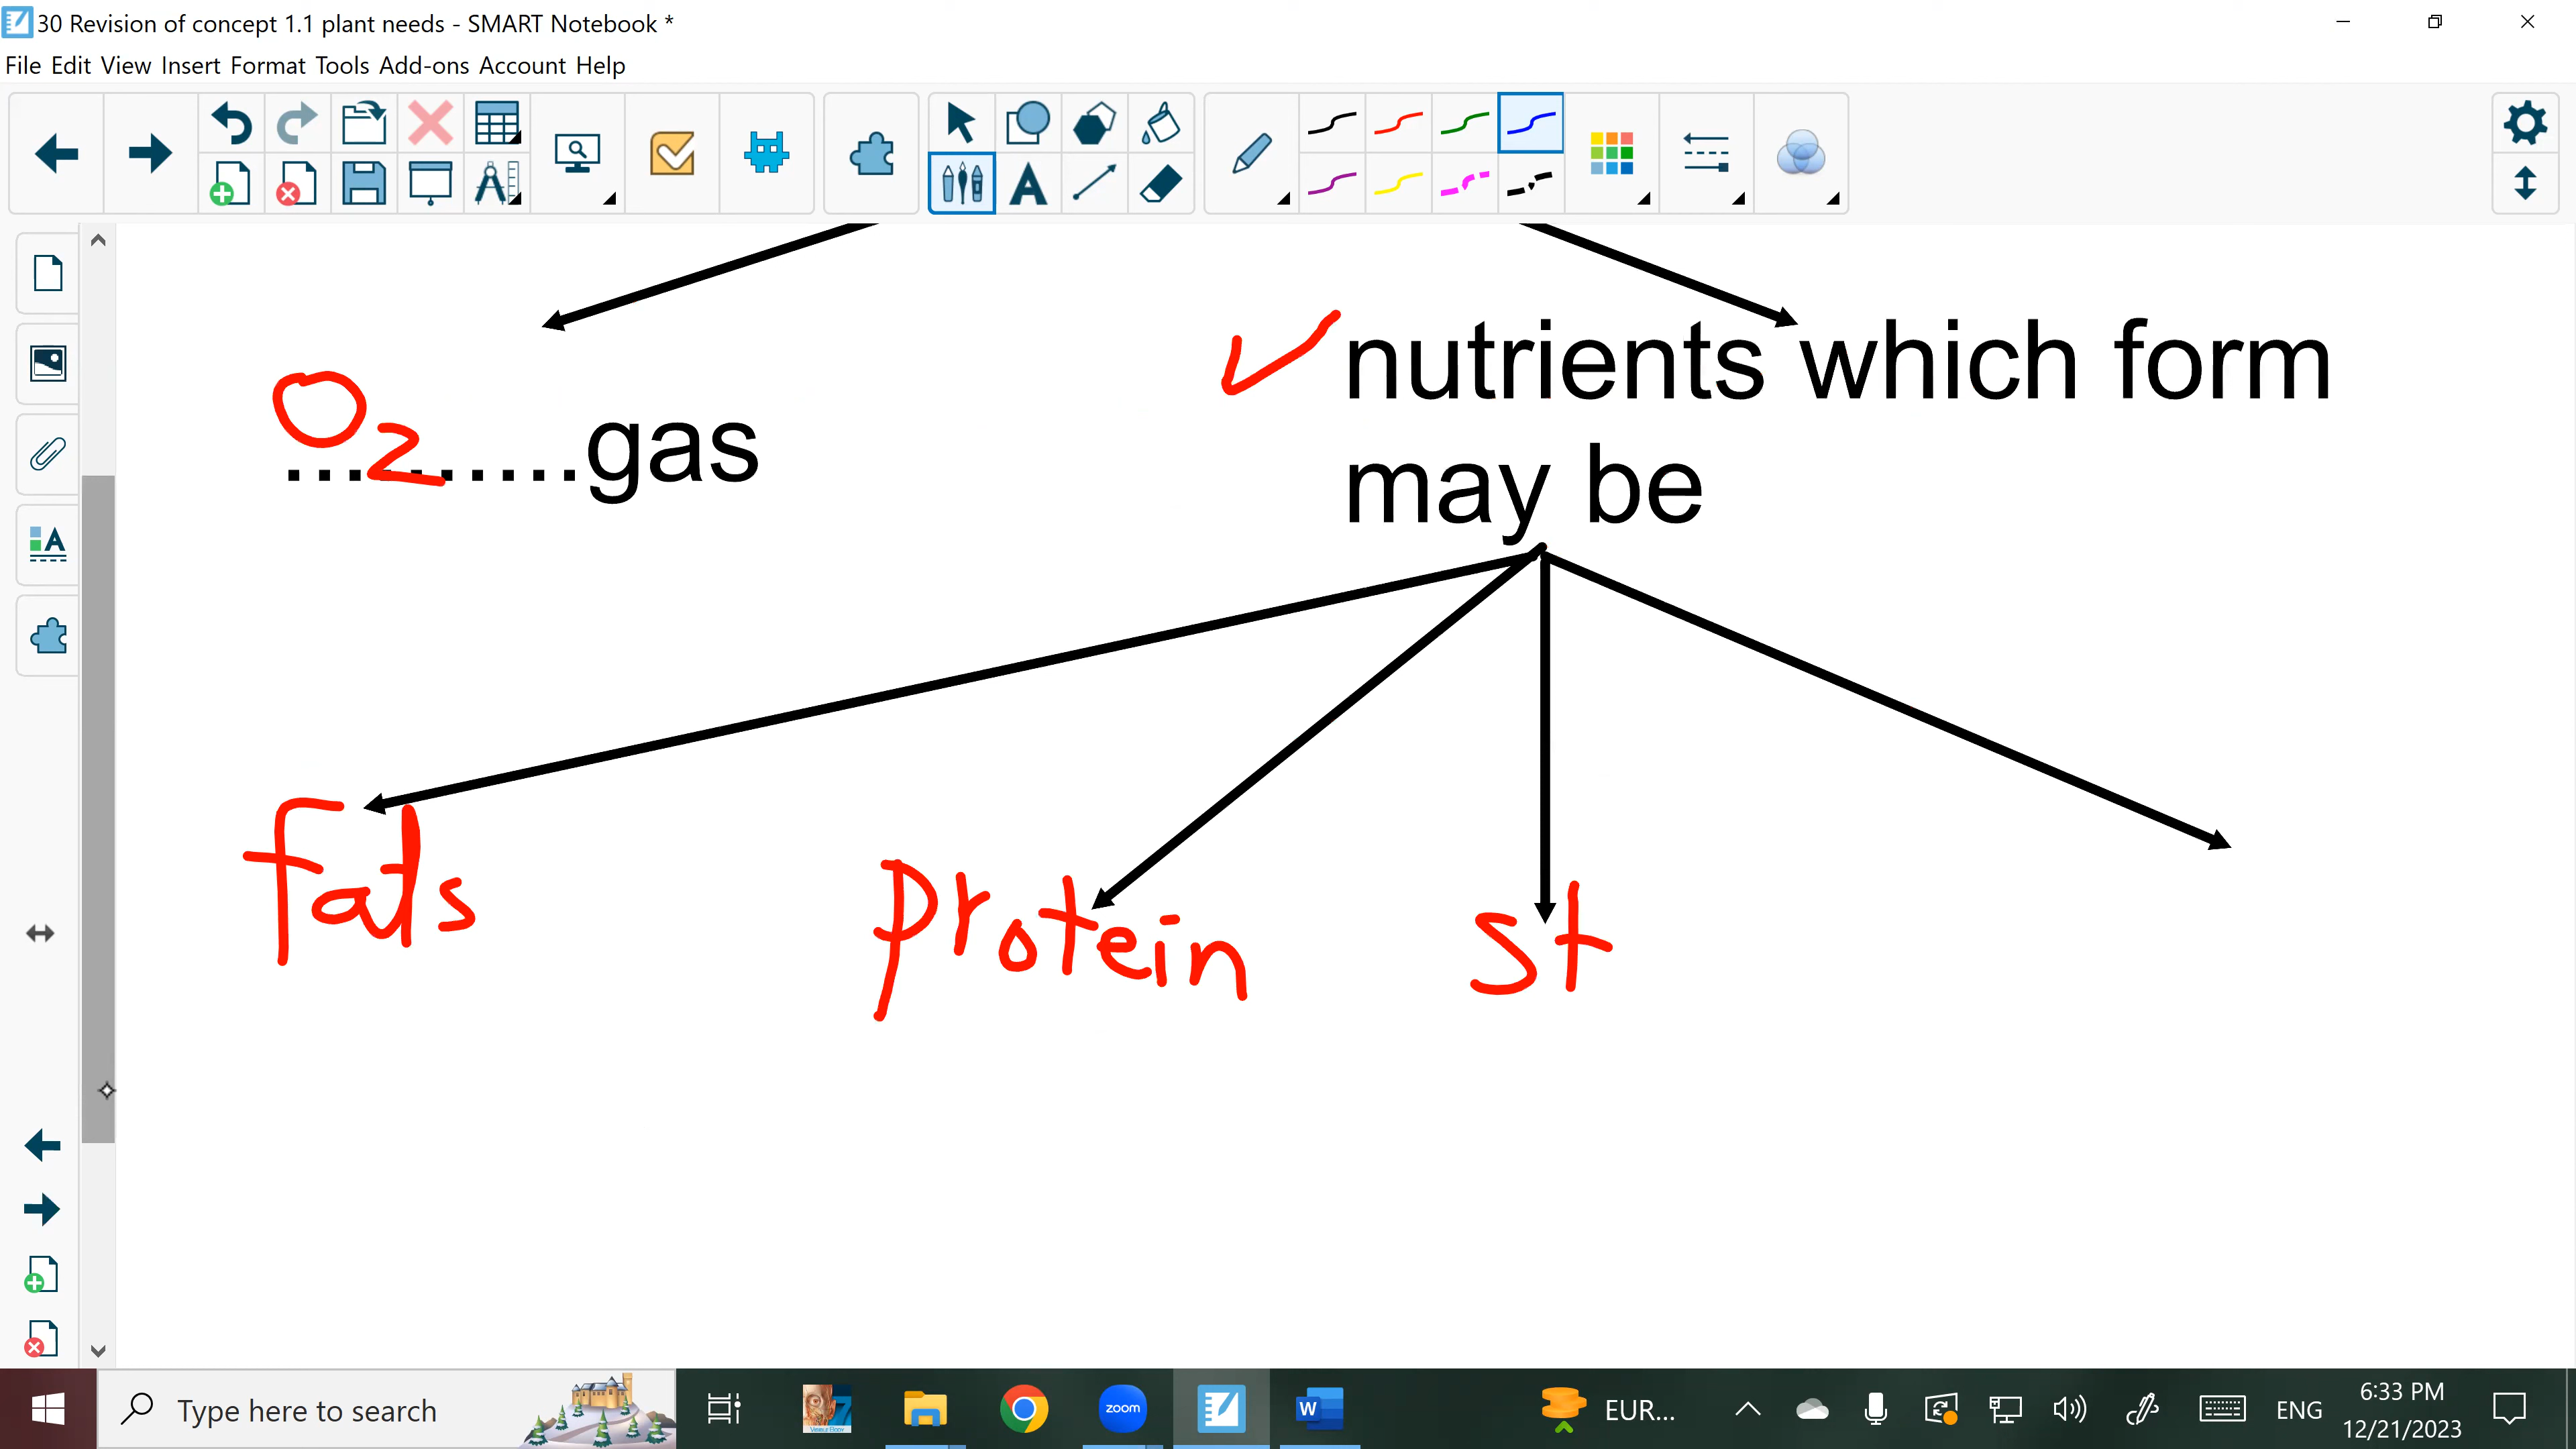 30 Revision of concept 1.1 plant needs - SMART Notebook *
File Edit View Insert Format Tools Add-ons Account Help
nutrients which form
O2
...........gas
may be
fats
protein
st
Type here to search
zoom
W
EUR...
ENG
6:33 PM
12/21/2023